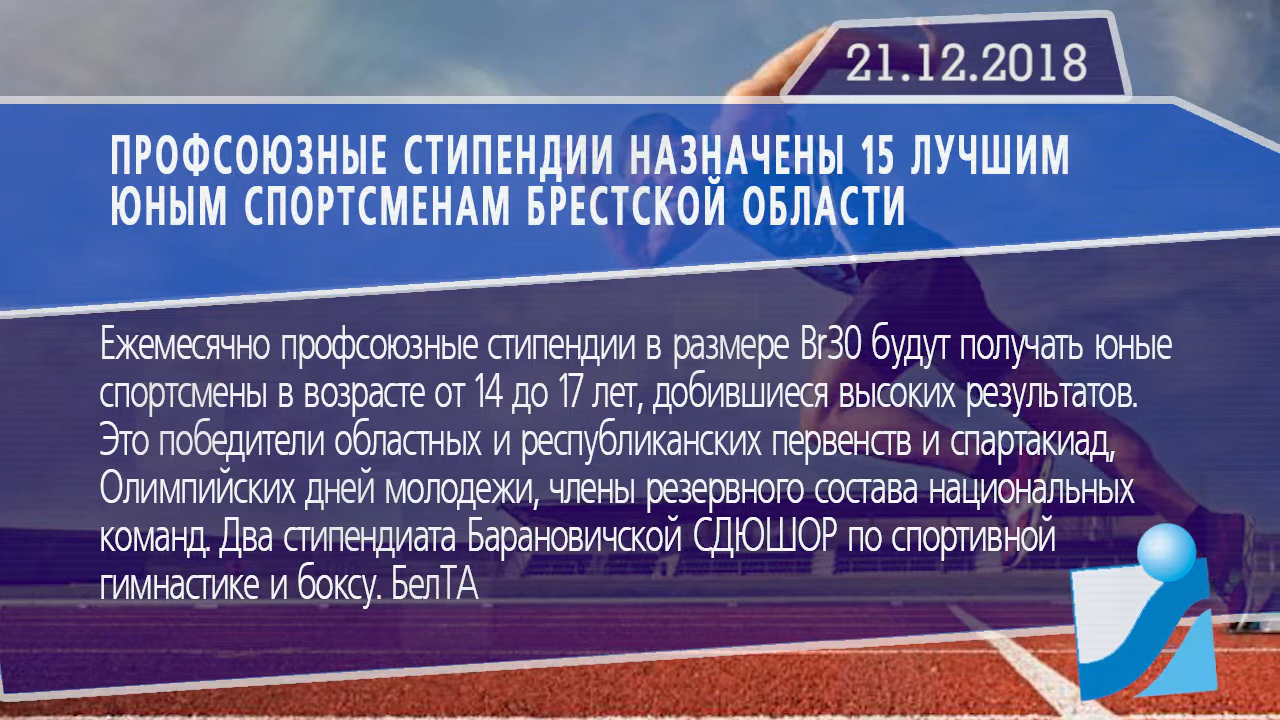 21.12.2018
ПРОФСОЮЗНЫЕ СТИПЕНДИИ НАЗНАЧЕНЫ 15 ЛУЧШИМ
ЮНЫМ СПОРТСМЕНАМ БРЕСТСКОЙ ОБЛАСТИ
Ежемесячно профсоюзные стипендии в размере Br30 будут получать юные
спортсмены в возрасте от 14 до 17 лет, добившиеся высоких результатов.
Это победители областных и республиканских первенств и спартакиад,
Олимпийских дней молодежи, члены резервного состава национальных
команд. Два стипендиата Барановичской СДЮШОР по спортивной
гимнастике и боксу. БелТА